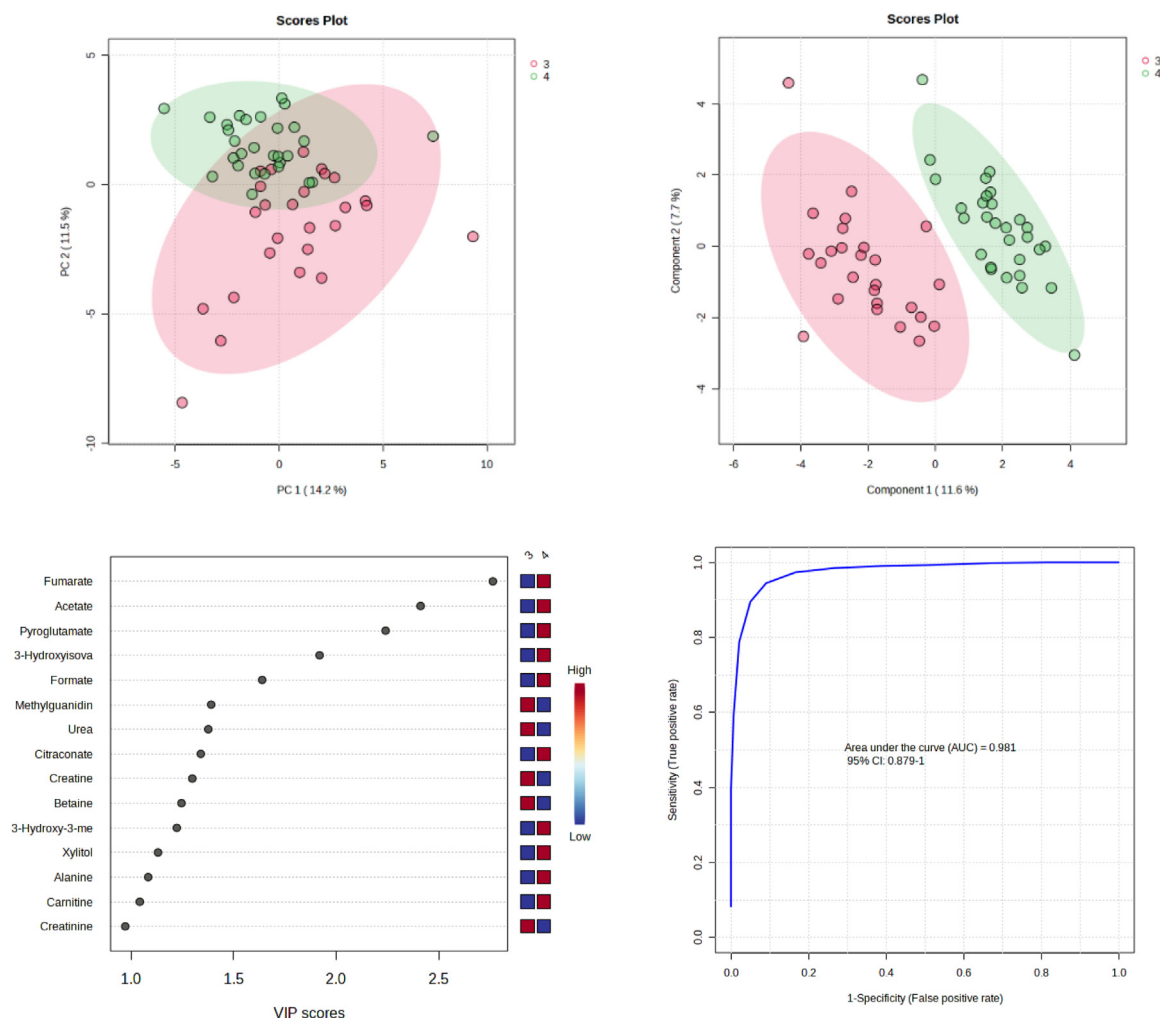 Scores Plot
3
4
PC 2 ( 11.5 %)
5
0
-5
-10
-5
0
5
10
PC 1 ( 14.2 %)
Scores Plot
3
4
Component 2 ( 7.7 %)
4
2
0
-2
-4
-6
-4
-2
0
2
4
Component 1 ( 11.6 %)
3 4
Fumarate
Acetate
Pyroglutamate
3-Hydroxyisova
Formate
Methylguanidin
Urea
Citraconate
Creatine
Betaine
3-Hydroxy-3-me
Xylitol
Alanine
Carnitine
Creatinine
High
Low
1.0
1.5
2.0
2.5
VIP scores
Sensitivity (True positive rate)
1.0
0.8
0.6
0.4
0.2
0.0
Area under the curve (AUC) = 0.981
95% CI: 0.879-1
0.0
0.2
0.4
0.6
0.8
1.0
1-Specificity (False positive rate)